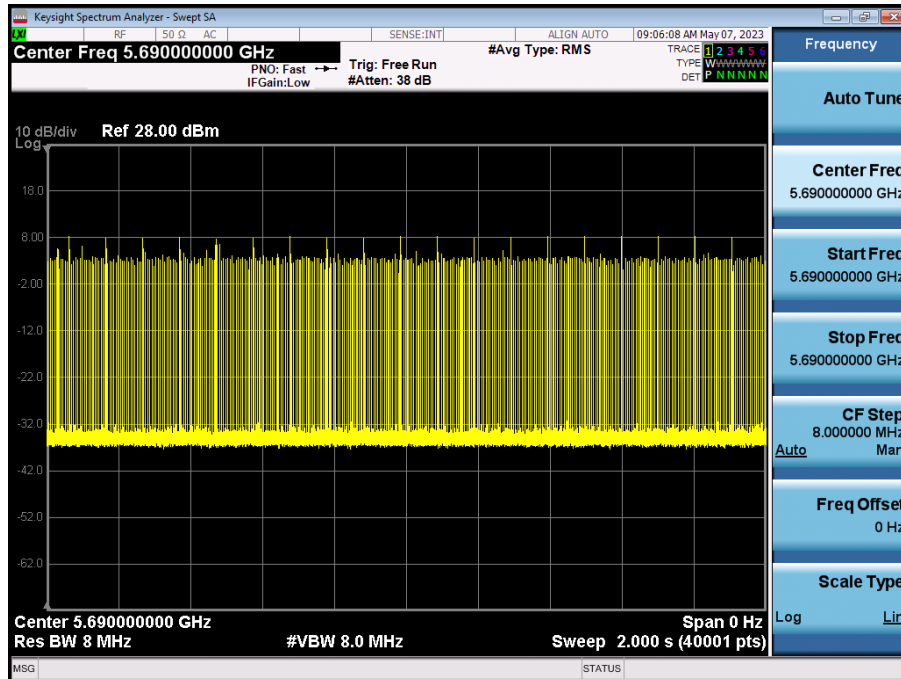 Keysight Spectrum Analyzer - Swept SA
LXI RF 50 Ω AC SENSE:INT ALIGN AUTO 09:06:08 AM May 07, 2023
Center Freq 5.690000000 GHz
PNO: Fast
IFGain:Low
Trig: Free Run
#Atten: 38 dB
#Avg Type: RMS
TRACE 1 2 3 4 5 6
TYPE WWWWWW
DET P N N N N N
10 dB/div Ref 28.00 dBm
Log
18.0
8.00
-2.00
-12.0
-22.0
-32.0
-42.0
-52.0
-62.0
Center 5.690000000 GHz Span 0 Hz
Res BW 8 MHz #VBW 8.0 MHz Sweep 2.000 s (40001 pts)
MSG STATUS
Frequency
Auto Tune
Center Freq
5.690000000 GHz
Start Freq
5.690000000 GHz
Stop Freq
5.690000000 GHz
CF Step
8.000000 MHz
Auto Man
Freq Offset
0 Hz
Scale Type
Log Lin